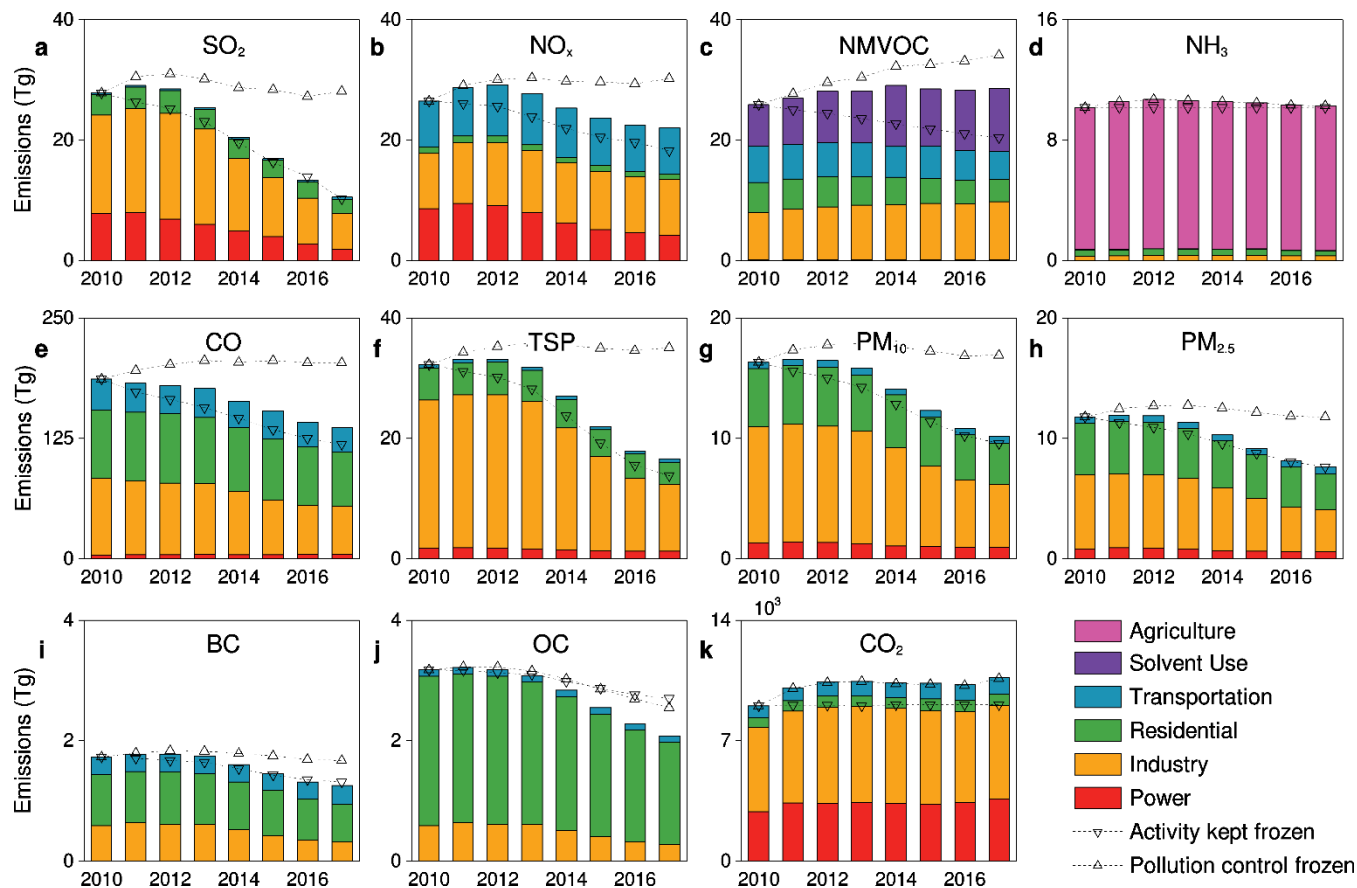 a SO₂
b NOₓ
c NMVOC
d NH₃
Emissions (Tg)
40
20
0
2010 2012 2014 2016
40
20
0
2010 2012 2014 2016
40
20
0
2010 2012 2014 2016
16
8
0
2010 2012 2014 2016
e CO
f TSP
g PM₁₀
h PM₂.₅
Emissions (Tg)
250
125
0
2010 2012 2014 2016
40
20
0
2010 2012 2014 2016
20
10
0
2010 2012 2014 2016
20
10
0
2010 2012 2014 2016
i BC
j OC
k CO₂
Emissions (Tg)
4
2
0
2010 2012 2014 2016
4
2
0
2010 2012 2014 2016
10³
14
7
0
2010 2012 2014 2016
Agriculture
Solvent Use
Transportation
Residential
Industry
Power
Activity kept frozen
Pollution control frozen